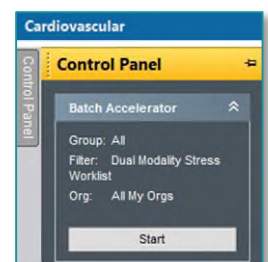 Cardiovascular
Control Panel
Control Panel
Batch Accelerator
Group: All
Filter: Dual Modality Stress
Worklist
Org: All My Orgs
Start